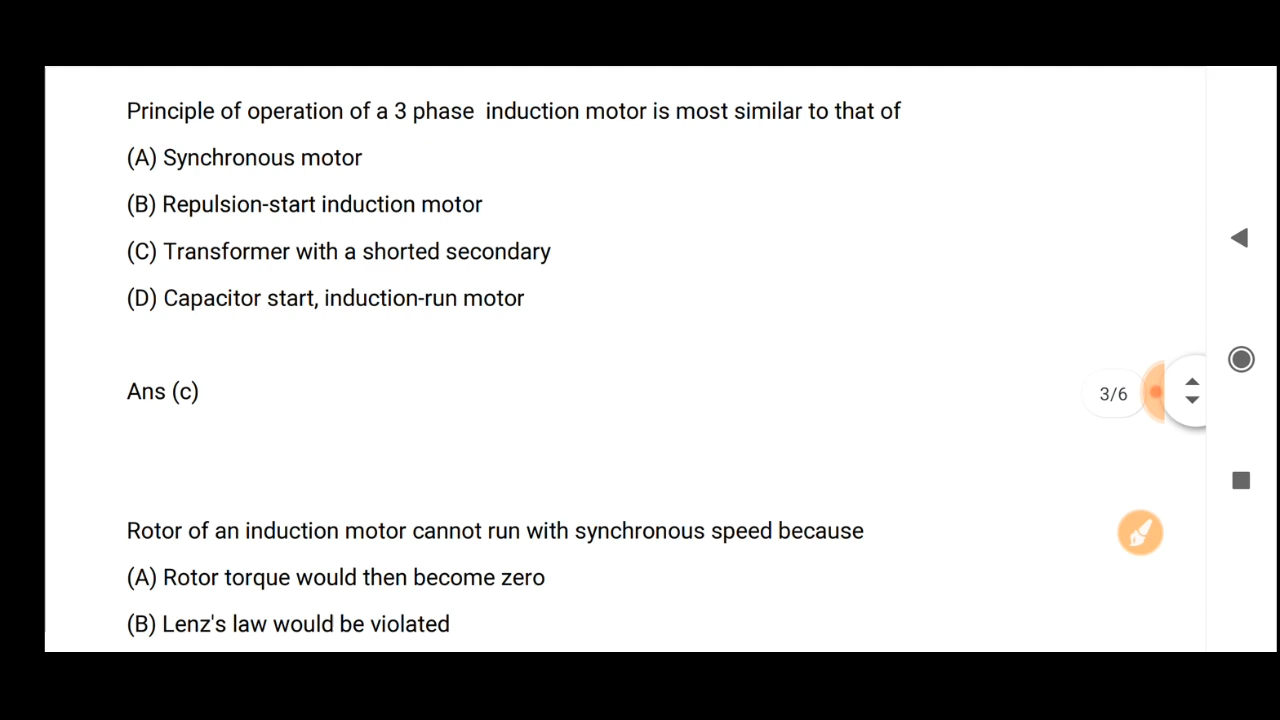 Principle of operation of a 3 phase  induction motor is most similar to that of
(A) Synchronous motor
(B) Repulsion-start induction motor
(C) Transformer with a shorted secondary
(D) Capacitor start, induction-run motor
Ans (c)
3/6
Rotor of an induction motor cannot run with synchronous speed because
(A) Rotor torque would then become zero
(B) Lenz's law would be violated